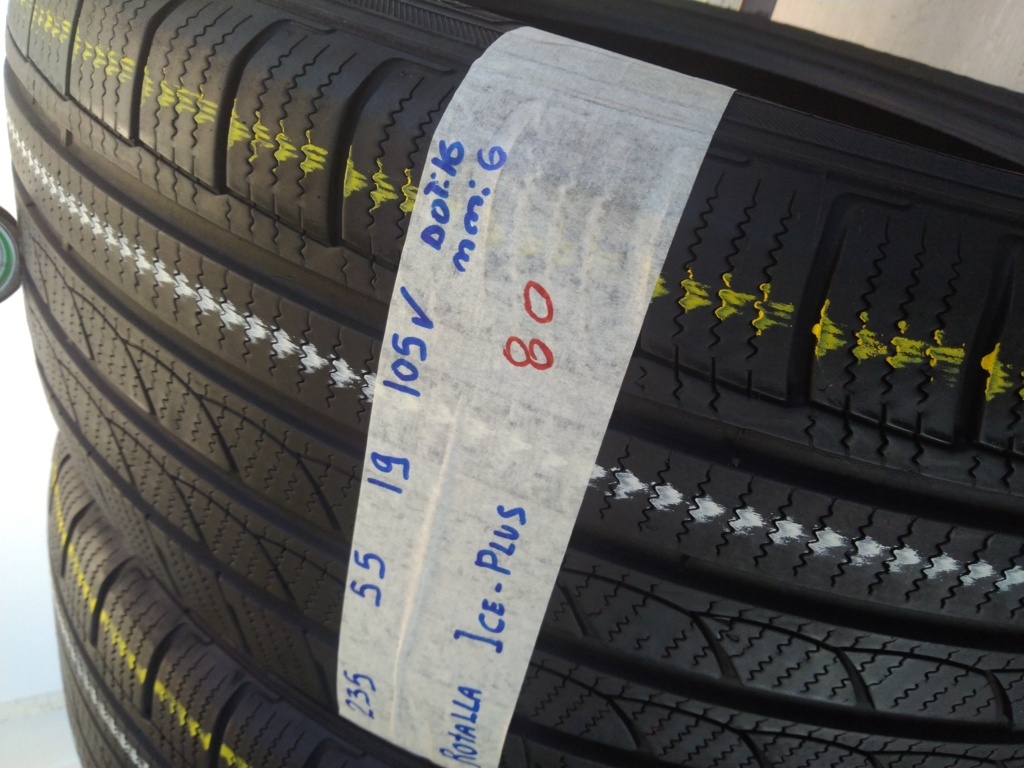 235 55 19 105V DOT:16
mm:6
ROTALLA ICE-PLUS 80